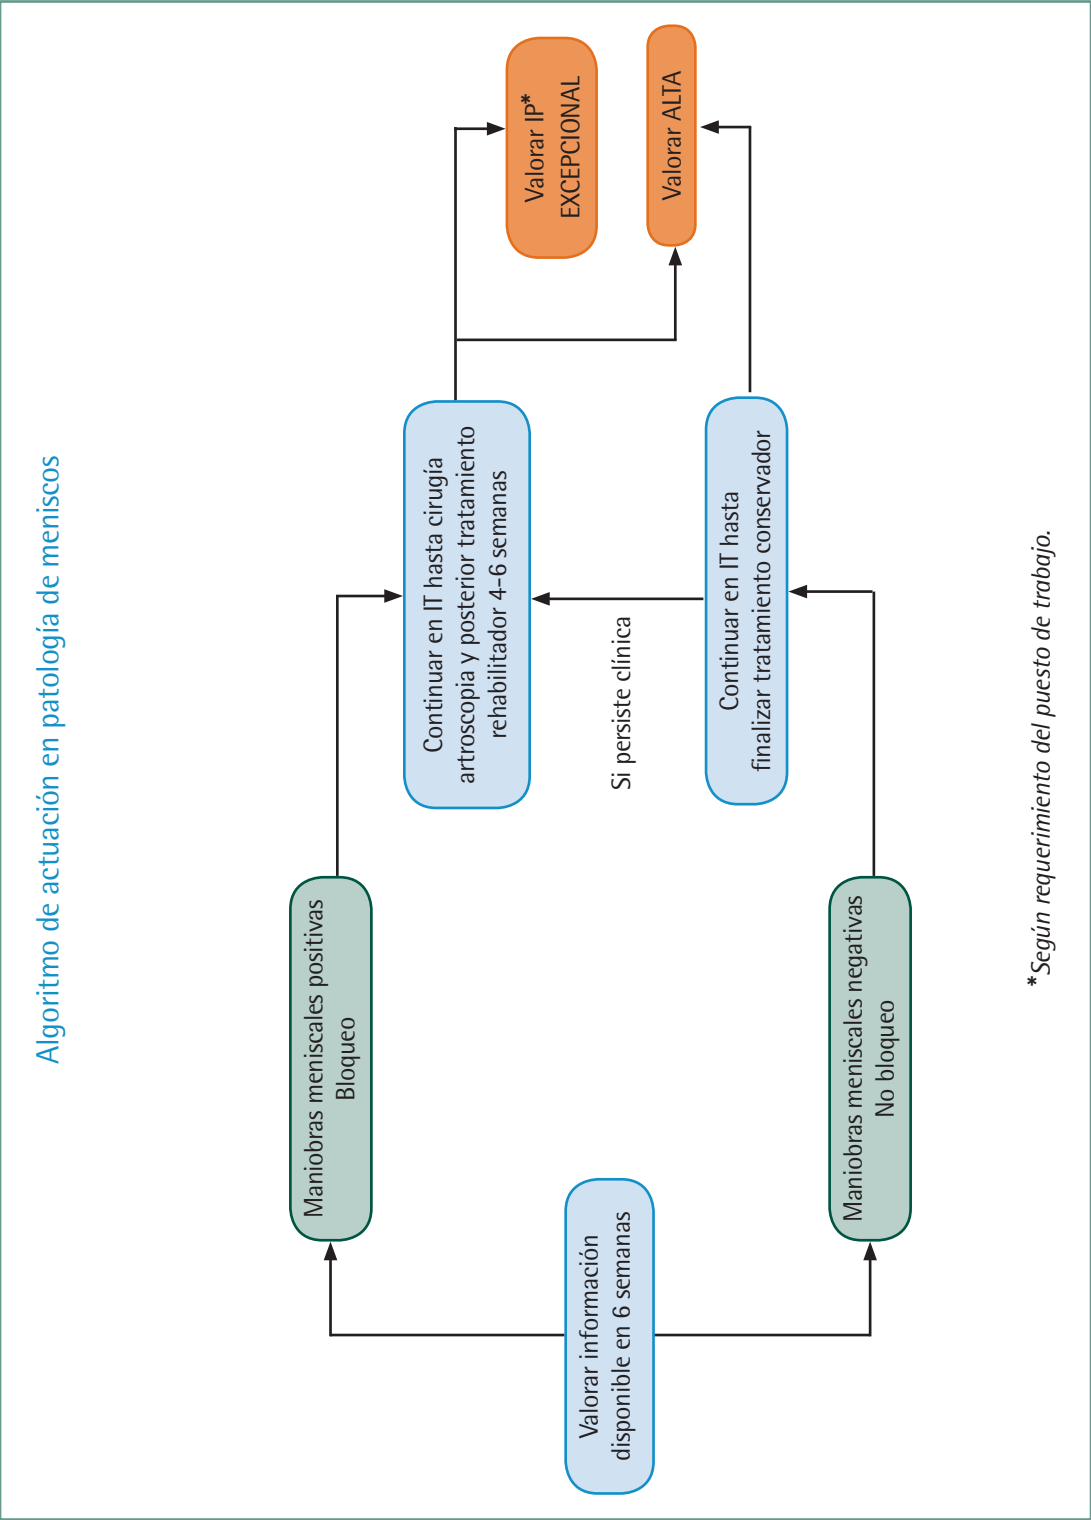 Algoritmo de actuación en patología de meniscos
Valorar información
disponible en 6 semanas
Maniobras meniscales positivas
Bloqueo
Maniobras meniscales negativas
No bloqueo
Continuar en IT hasta cirugía
artroscopia y posterior tratamiento
rehabilitador 4-6 semanas
Si persiste clínica
Continuar en IT hasta
finalizar tratamiento conservador
Valorar IP*
EXCEPCIONAL
Valorar ALTA
*Según requerimiento del puesto de trabajo.